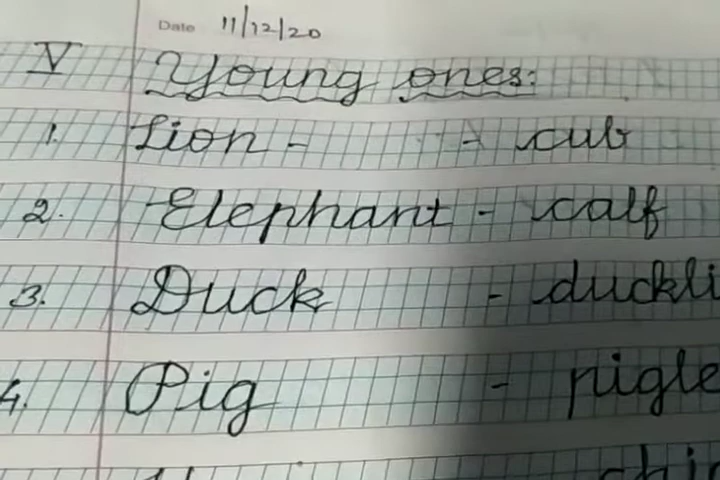 Date 11/12/20
V Young ones:
1. Lion - - cub
2. Elephant - calf
3. Duck - duckli
4. Pig - pigle